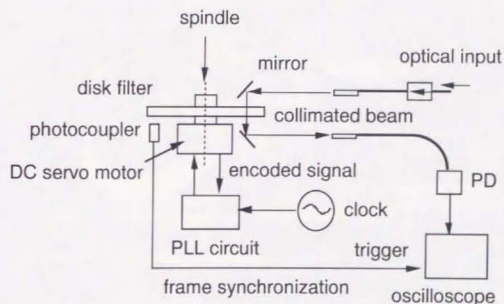 spindle
optical input
mirror
disk filter
collimated beam
photocoupler
DC servo motor
encoded signal
PD
clock
PLL circuit
trigger
frame synchronization
oscilloscope